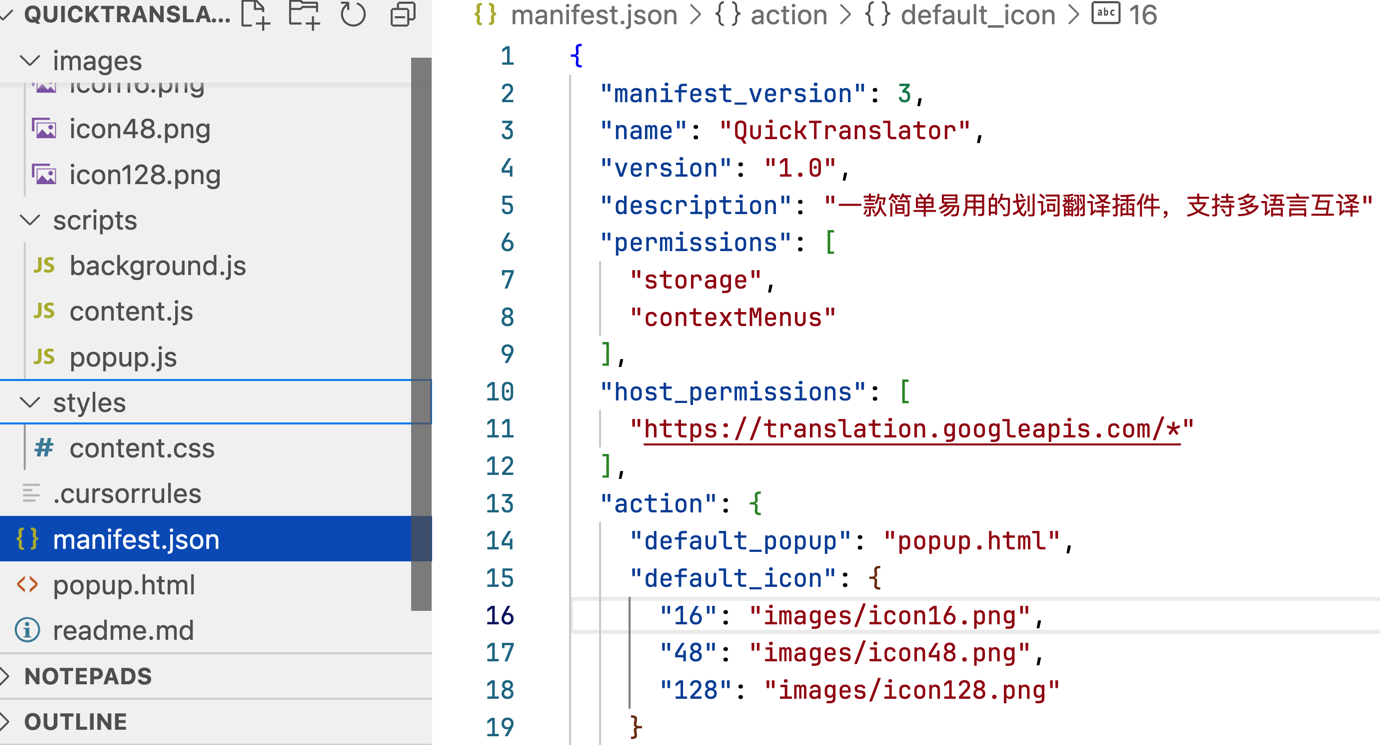 QUICKTRANSLA...
images
icon16.png
icon48.png
icon128.png
scripts
JS background.js
JS content.js
JS popup.js
styles
# content.css
.cursorrules
{} manifest.json
<> popup.html
readme.md
NOTEPADS
OUTLINE
{} manifest.json > {} action > {} default_icon > abc 16
1 {
2 "manifest_version": 3,
3 "name": "QuickTranslator",
4 "version": "1.0",
5 "description": "一款简单易用的划词翻译插件，支持多语言互译"
6 "permissions": [
7 "storage",
8 "contextMenus"
9 ],
10 "host_permissions": [
11 "https://translation.googleapis.com/*"
12 ],
13 "action": {
14 "default_popup": "popup.html",
15 "default_icon": {
16 "16": "images/icon16.png",
17 "48": "images/icon48.png",
18 "128": "images/icon128.png"
19 }